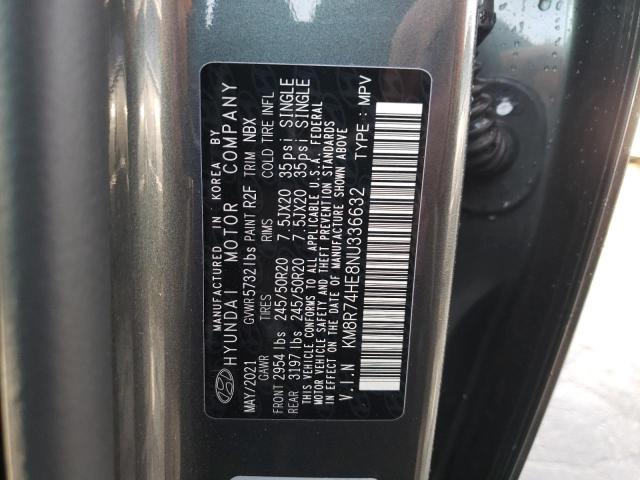 MANUFACTURED IN KOREA BY
HYUNDAI MOTOR COMPANY
MAY/2021 GVWR 5732 lbs PAINT R2F TRIM NBX
GAWR TIRES RIMS COLD TIRE INFL
FRONT 2954 lbs 245/50R20 7.5JX20 35psi SINGLE
REAR 3197 lbs 245/50R20 7.5JX20 35psi SINGLE
THIS VEHICLE CONFORMS TO ALL APPLICABLE U.S.A. FEDERAL
MOTOR VEHICLE SAFETY AND THEFT PREVENTION STANDARDS
IN EFFECT ON THE DATE OF MANUFACTURE SHOWN ABOVE
V.I.N KM8R74HE8NU336632 TYPE : MPV